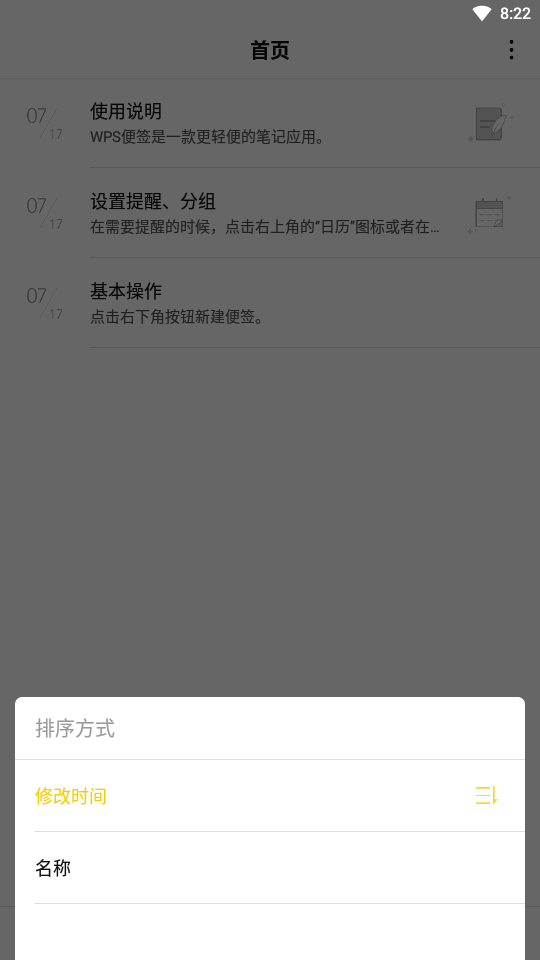 8:22
首页
07/17
使用说明
WPS便签是一款更轻便的笔记应用。
07/17
设置提醒、分组
在需要提醒的时候，点击右上角的“日历“图标或者在...
07/17
基本操作
点击右下角按钮新建便签。
排序方式
修改时间
名称